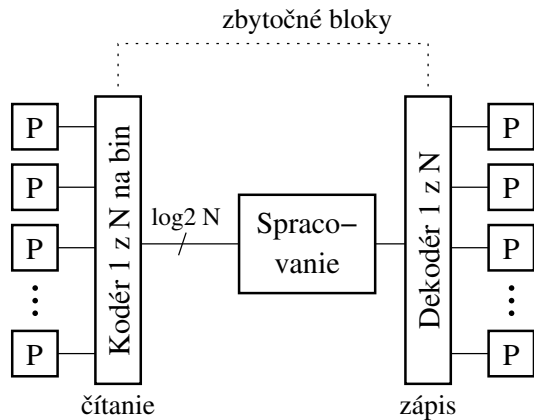 zbytočné bloky
P
P
P
P
Kodér 1 z N na bin
log2 N
Spraco−
vanie
Dekodér 1 z N
P
P
P
P
čítanie
zápis